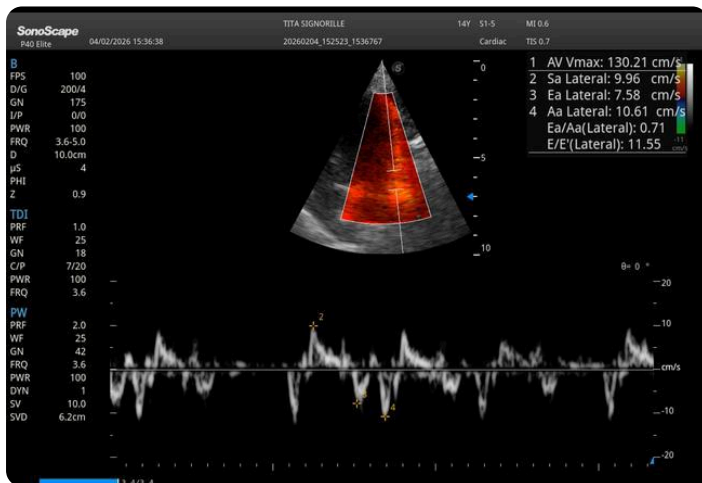 SonoScape
P40 Elite
04/02/2026 15:36:38
TITA SIGNORILLE 14Y S1-5 MI 0.6
20260204_152523_1536767 Cardiac TIS 0.7
B
FPS 100
D/G 200/4
GN 175
I/P 0/0
PWR 100
FRQ 3.6-5.0
D 10.0cm
µS 4
PHI
Z 0.9
TDI
PRF 1.0
WF 25
GN 18
C/P 7/20
PWR 100
FRQ 3.6
PW
PRF 2.0
WF 25
GN 42
FRQ 3.6
PWR 100
DYN 1
SV 10.0
SVD 6.2cm
S
0
5
10
1 AV Vmax: 130.21 cm/s
2 Sa Lateral: 9.96 cm/s
3 Ea Lateral: 7.58 cm/s
4 Aa Lateral: 10.61 cm/s
Ea/Aa(Lateral): 0.71
E/E'(Lateral): 11.55
-11
cm/s
θ= 0 °
20
10
cm/s
-10
-20
2
3
4